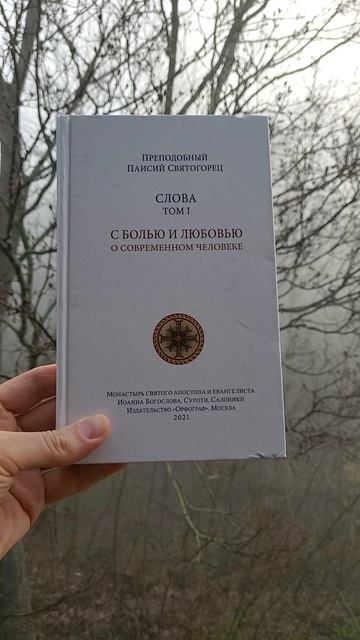 Преподобный
Паисий Святогорец
СЛОВА
ТОМ I
С БОЛЬЮ И ЛЮБОВЬЮ
О СОВРЕМЕННОМ ЧЕЛОВЕКЕ
Монастырь святого апостола и евангелиста
Иоанна Богослова, Суроти, Салоники
Издательство «Орфограф», Москва
2021